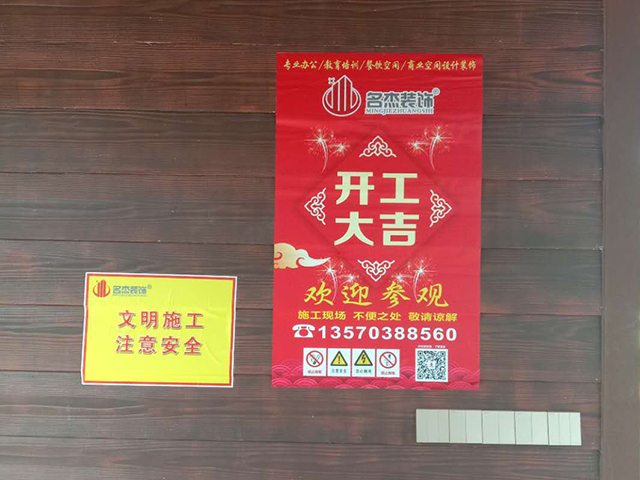 专业办公/教育培训/餐饮空间/商业空间设计装饰
名杰装饰®
MINGJIEZHUANGSHI
开工
大吉
欢迎参观
施工现场 不便之处 敬请谅解
☎13570388560
名杰装饰®
文明施工
注意安全